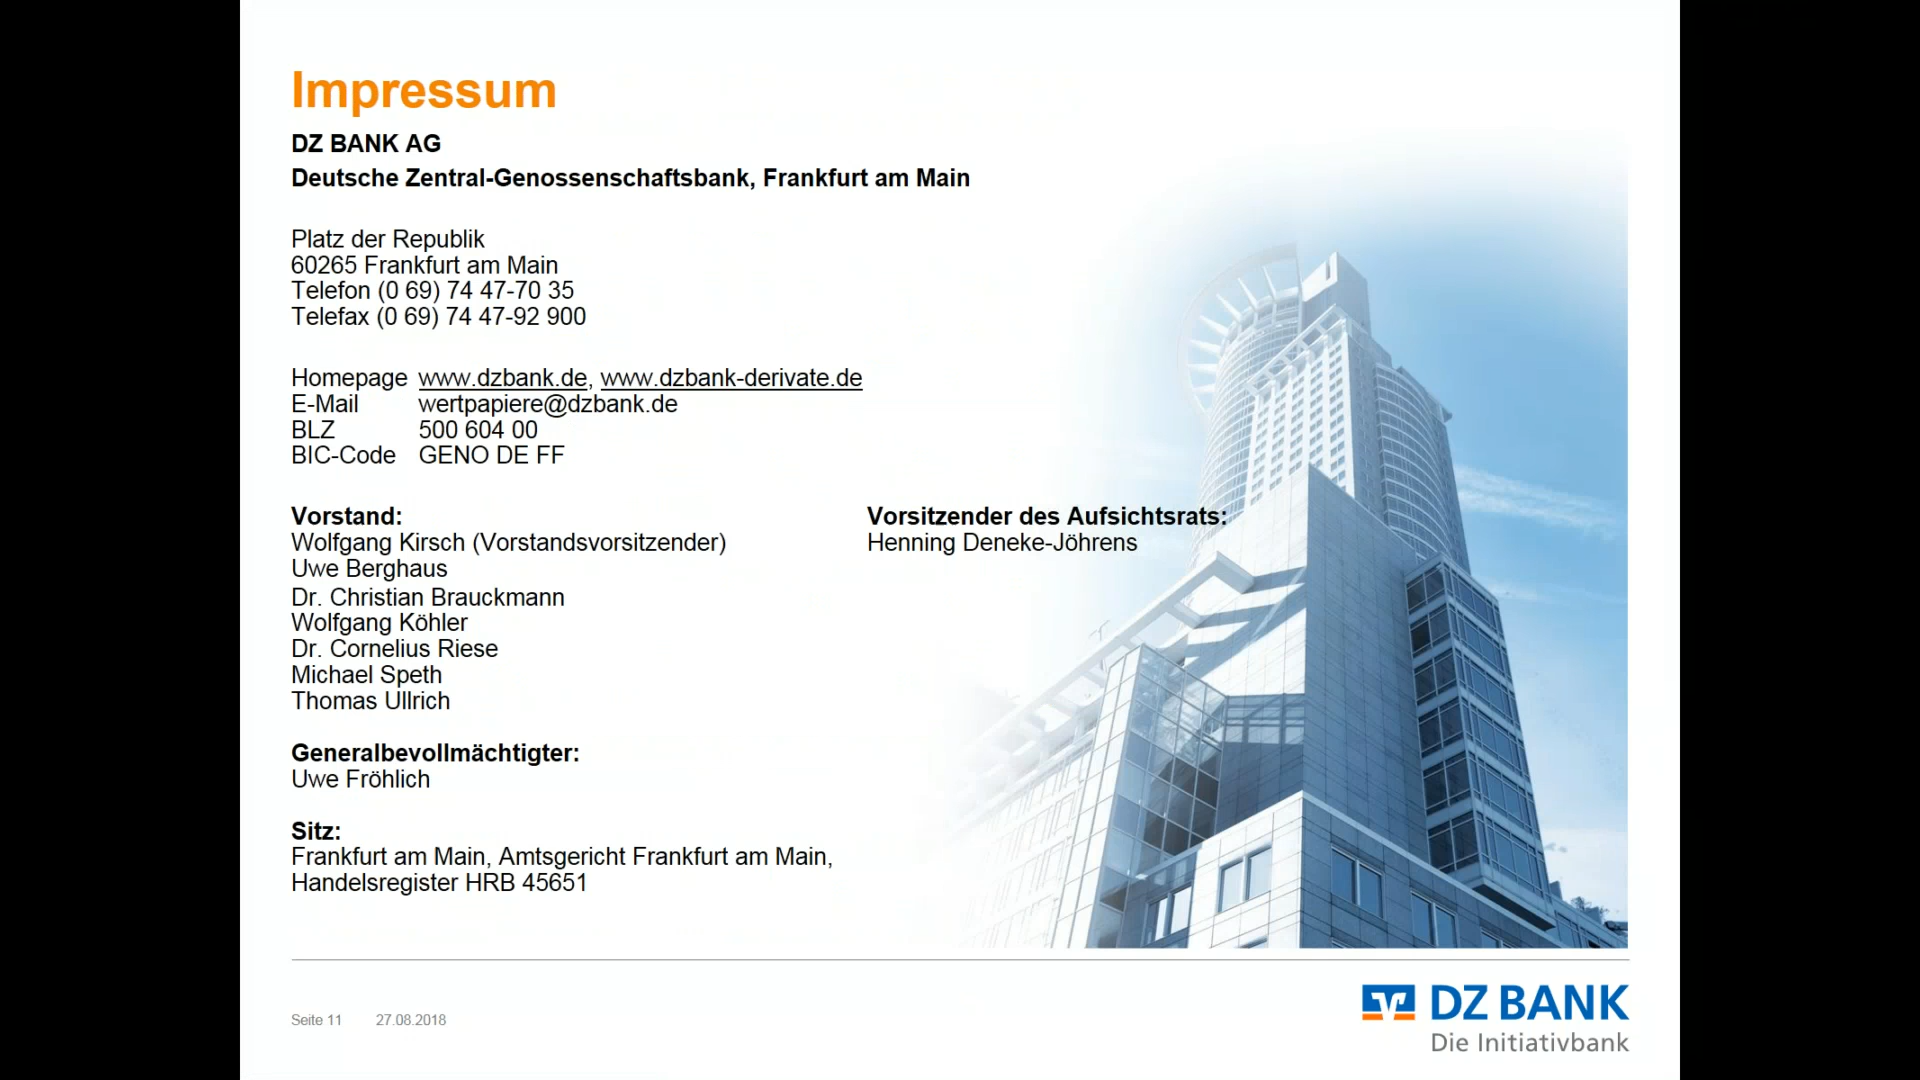 Impressum
DZ BANK AG
Deutsche Zentral-Genossenschaftsbank, Frankfurt am Main
Platz der Republik
60265 Frankfurt am Main
Telefon (0 69) 74 47-70 35
Telefax (0 69) 74 47-92 900
Homepage www.dzbank.de, www.dzbank-derivate.de
E-Mail wertpapiere@dzbank.de
BLZ 500 604 00
BIC-Code GENO DE FF
Vorstand:
Wolfgang Kirsch (Vorstandsvorsitzender)
Uwe Berghaus
Dr. Christian Brauckmann
Wolfgang Köhler
Dr. Cornelius Riese
Michael Speth
Thomas Ullrich
Vorsitzender des Aufsichtsrats:
Henning Deneke-Jöhrens
Generalbevollmächtigter:
Uwe Fröhlich
Sitz:
Frankfurt am Main, Amtsgericht Frankfurt am Main,
Handelsregister HRB 45651
Seite 11 27.08.2018
DZ BANK
Die Initiativbank